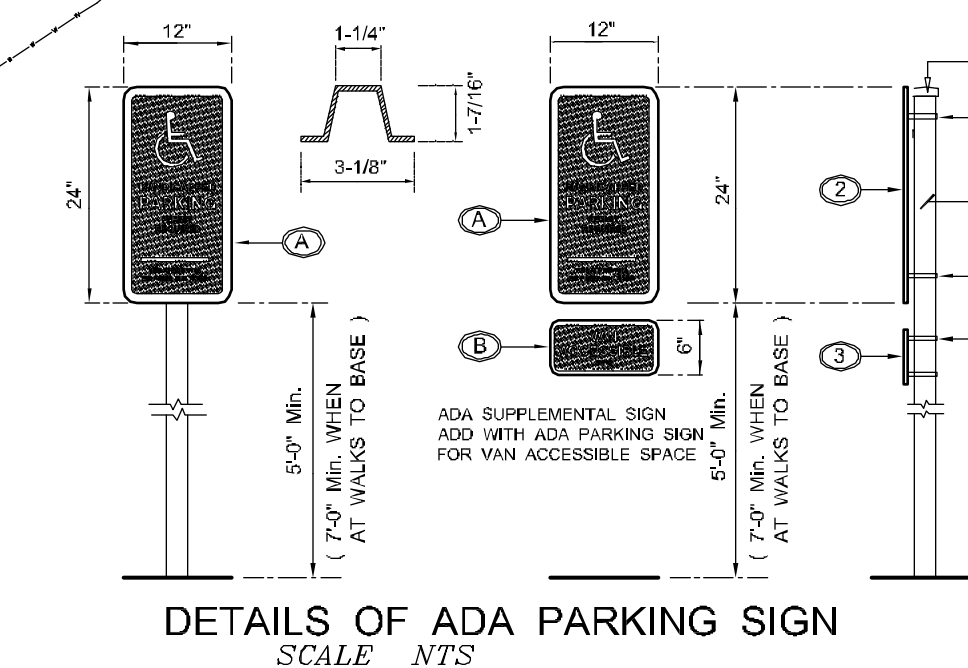 12"
24"
PARKING
A
5'-0" Min.
( 7'-0" Min. WHEN
AT WALKS TO BASE )
1-1/4"
1-7/16"
3-1/8"
12"
24"
PARKING
A
B
6"
ADA SUPPLEMENTAL SIGN
ADD WITH ADA PARKING SIGN
FOR VAN ACCESSIBLE SPACE
5'-0" Min.
( 7'-0" Min. WHEN
AT WALKS TO BASE )
2
3
DETAILS OF ADA PARKING SIGN
SCALE NTS